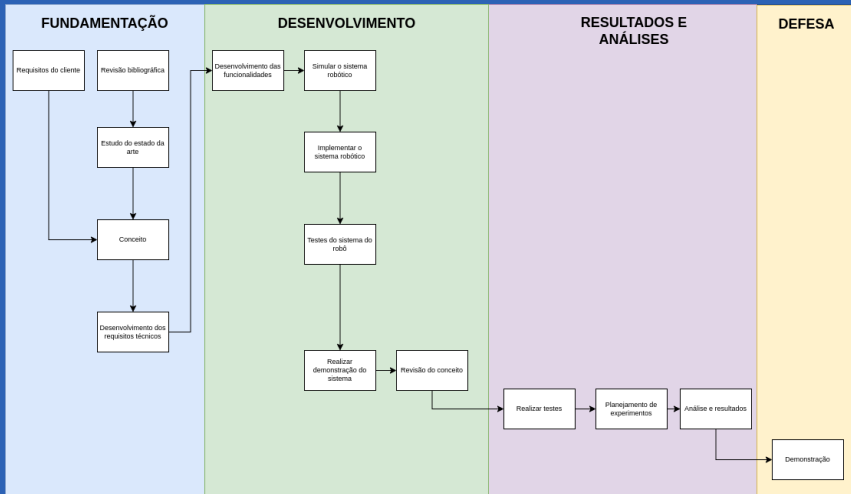 FUNDAMENTAÇÃO
Requisitos do cliente
Revisão bibliográfica
Estudo do estado da
arte
Conceito
Desenvolvimento dos
requisitos técnicos
DESENVOLVIMENTO
Desenvolvimento das
funcionalidades
Simular o sistema
robótico
Implementar o
sistema robótico
Testes do sistema do
robô
Realizar
demonstração do
sistema
Revisão do conceito
RESULTADOS E
ANÁLISES
Realizar testes
Planejamento de
experimentos
Análise e resultados
DEFESA
Demonstração